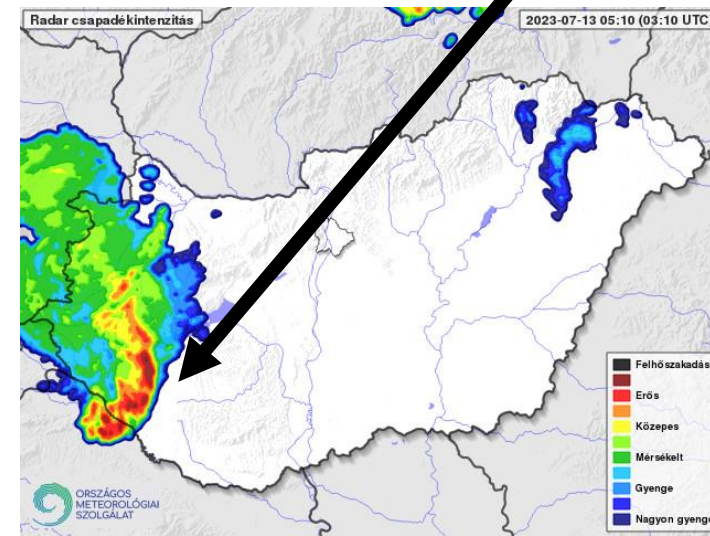 Radar csapadékintenzitás
2023-07-13 05:10 (03:10 UTC
Felhőszakadás
Erős
Közepes
Mérsékelt
Gyenge
Nagyon gyenge
ORSZÁGOS
METEOROLÓGIAI
SZOLGÁLAT